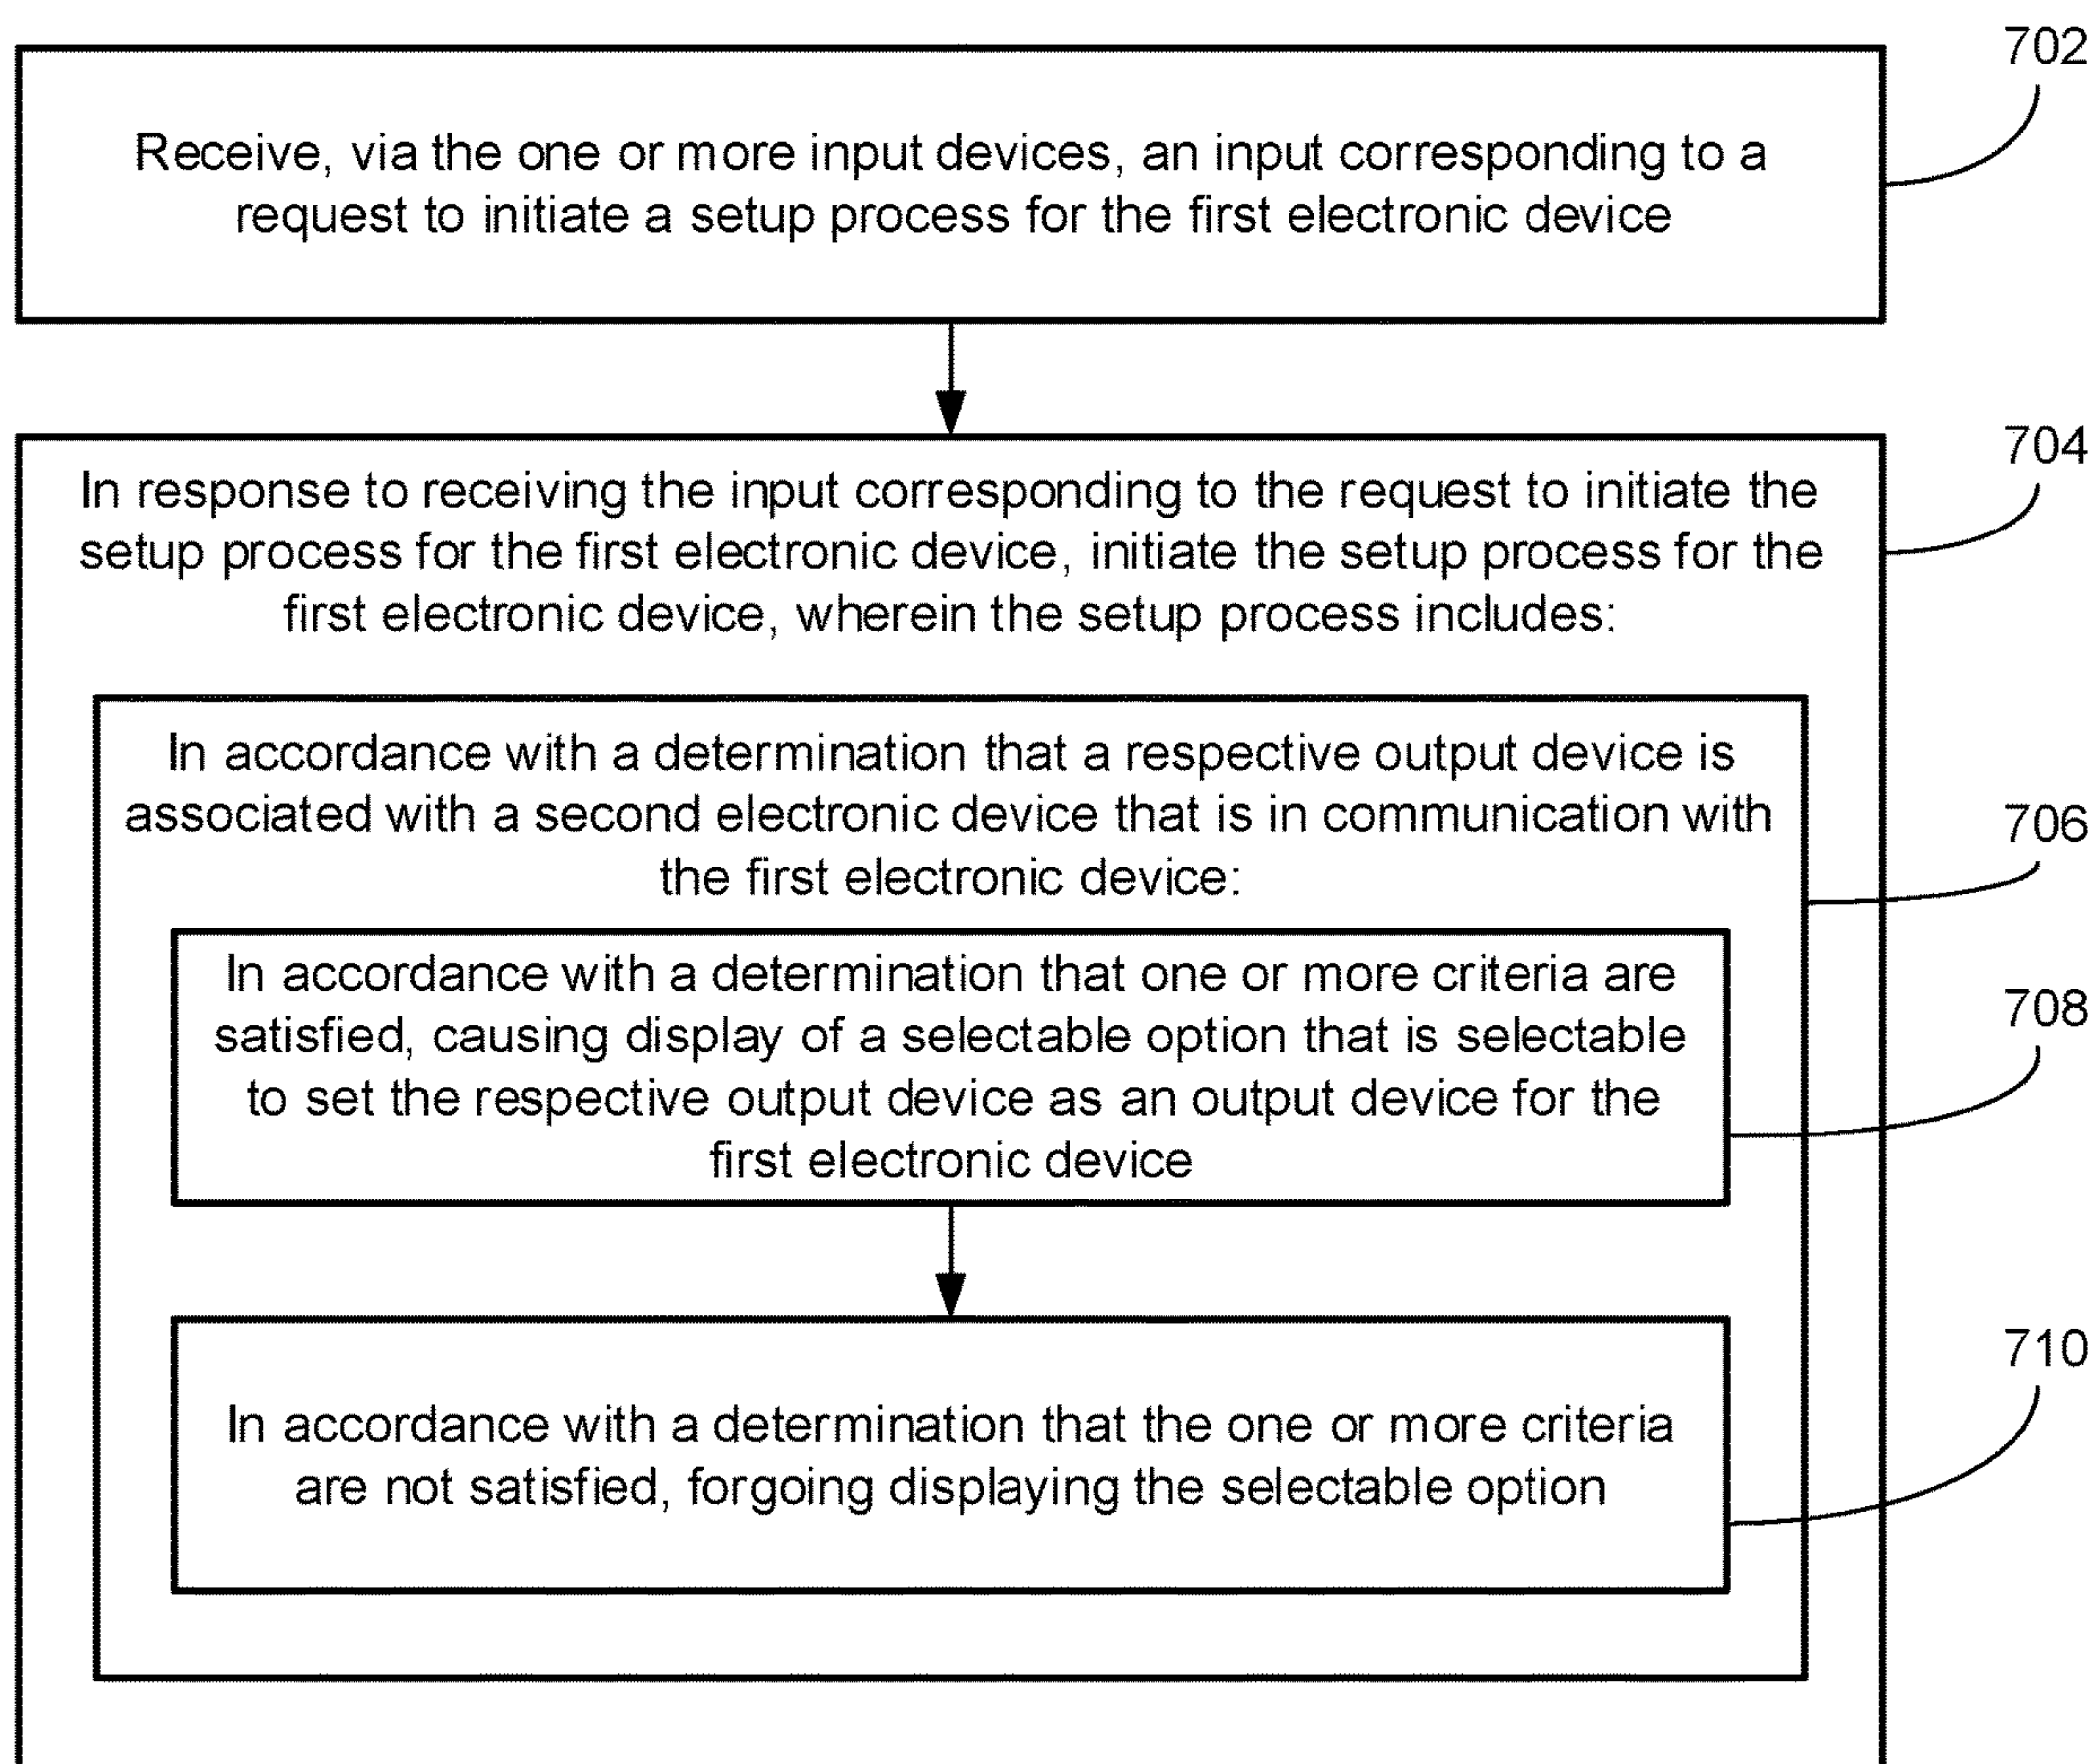 702
Receive, via the one or more input devices, an input corresponding to a
request to initiate a setup process for the first electronic device
704
In response to receiving the input corresponding to the request to initiate the
setup process for the first electronic device, initiate the setup process for the
first electronic device, wherein the setup process includes:
706
In accordance with a determination that a respective output device is
associated with a second electronic device that is in communication with
the first electronic device:
708
In accordance with a determination that one or more criteria are
satisfied, causing display of a selectable option that is selectable
to set the respective output device as an output device for the
first electronic device
710
In accordance with a determination that the one or more criteria
are not satisfied, forgoing displaying the selectable option